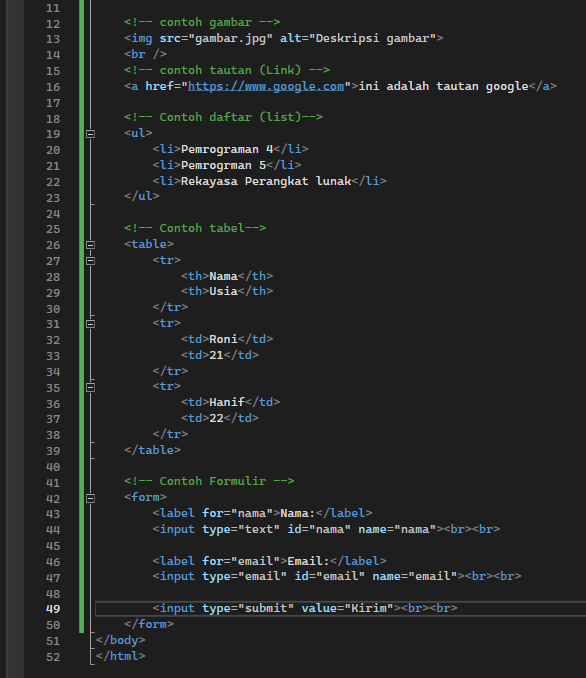 11
12 <!-- contoh gambar -->
13 <img src="gambar.jpg" alt="Deskripsi gambar">
14 <br />
15 <!-- contoh tautan (Link) -->
16 <a href="https://www.google.com">ini adalah tautan google</a>
17
18 <!-- Contoh daftar (list)-->
19 <ul>
20 <li>Pemrograman 4</li>
21 <li>Pemrogrman 5</li>
22 <li>Rekayasa Perangkat lunak</li>
23 </ul>
24
25 <!-- Contoh tabel-->
26 <table>
27 <tr>
28 <th>Nama</th>
29 <th>Usia</th>
30 </tr>
31 <tr>
32 <td>Roni</td>
33 <td>21</td>
34 </tr>
35 <tr>
36 <td>Hanif</td>
37 <td>22</td>
38 </tr>
39 </table>
40
41 <!-- Contoh Formulir -->
42 <form>
43 <label for="nama">Nama:</label>
44 <input type="text" id="nama" name="nama"><br><br>
45
46 <label for="email">Email:</label>
47 <input type="email" id="email" name="email"><br><br>
48
49 <input type="submit" value="Kirim"><br><br>
50 </form>
51 </body>
52 </html>